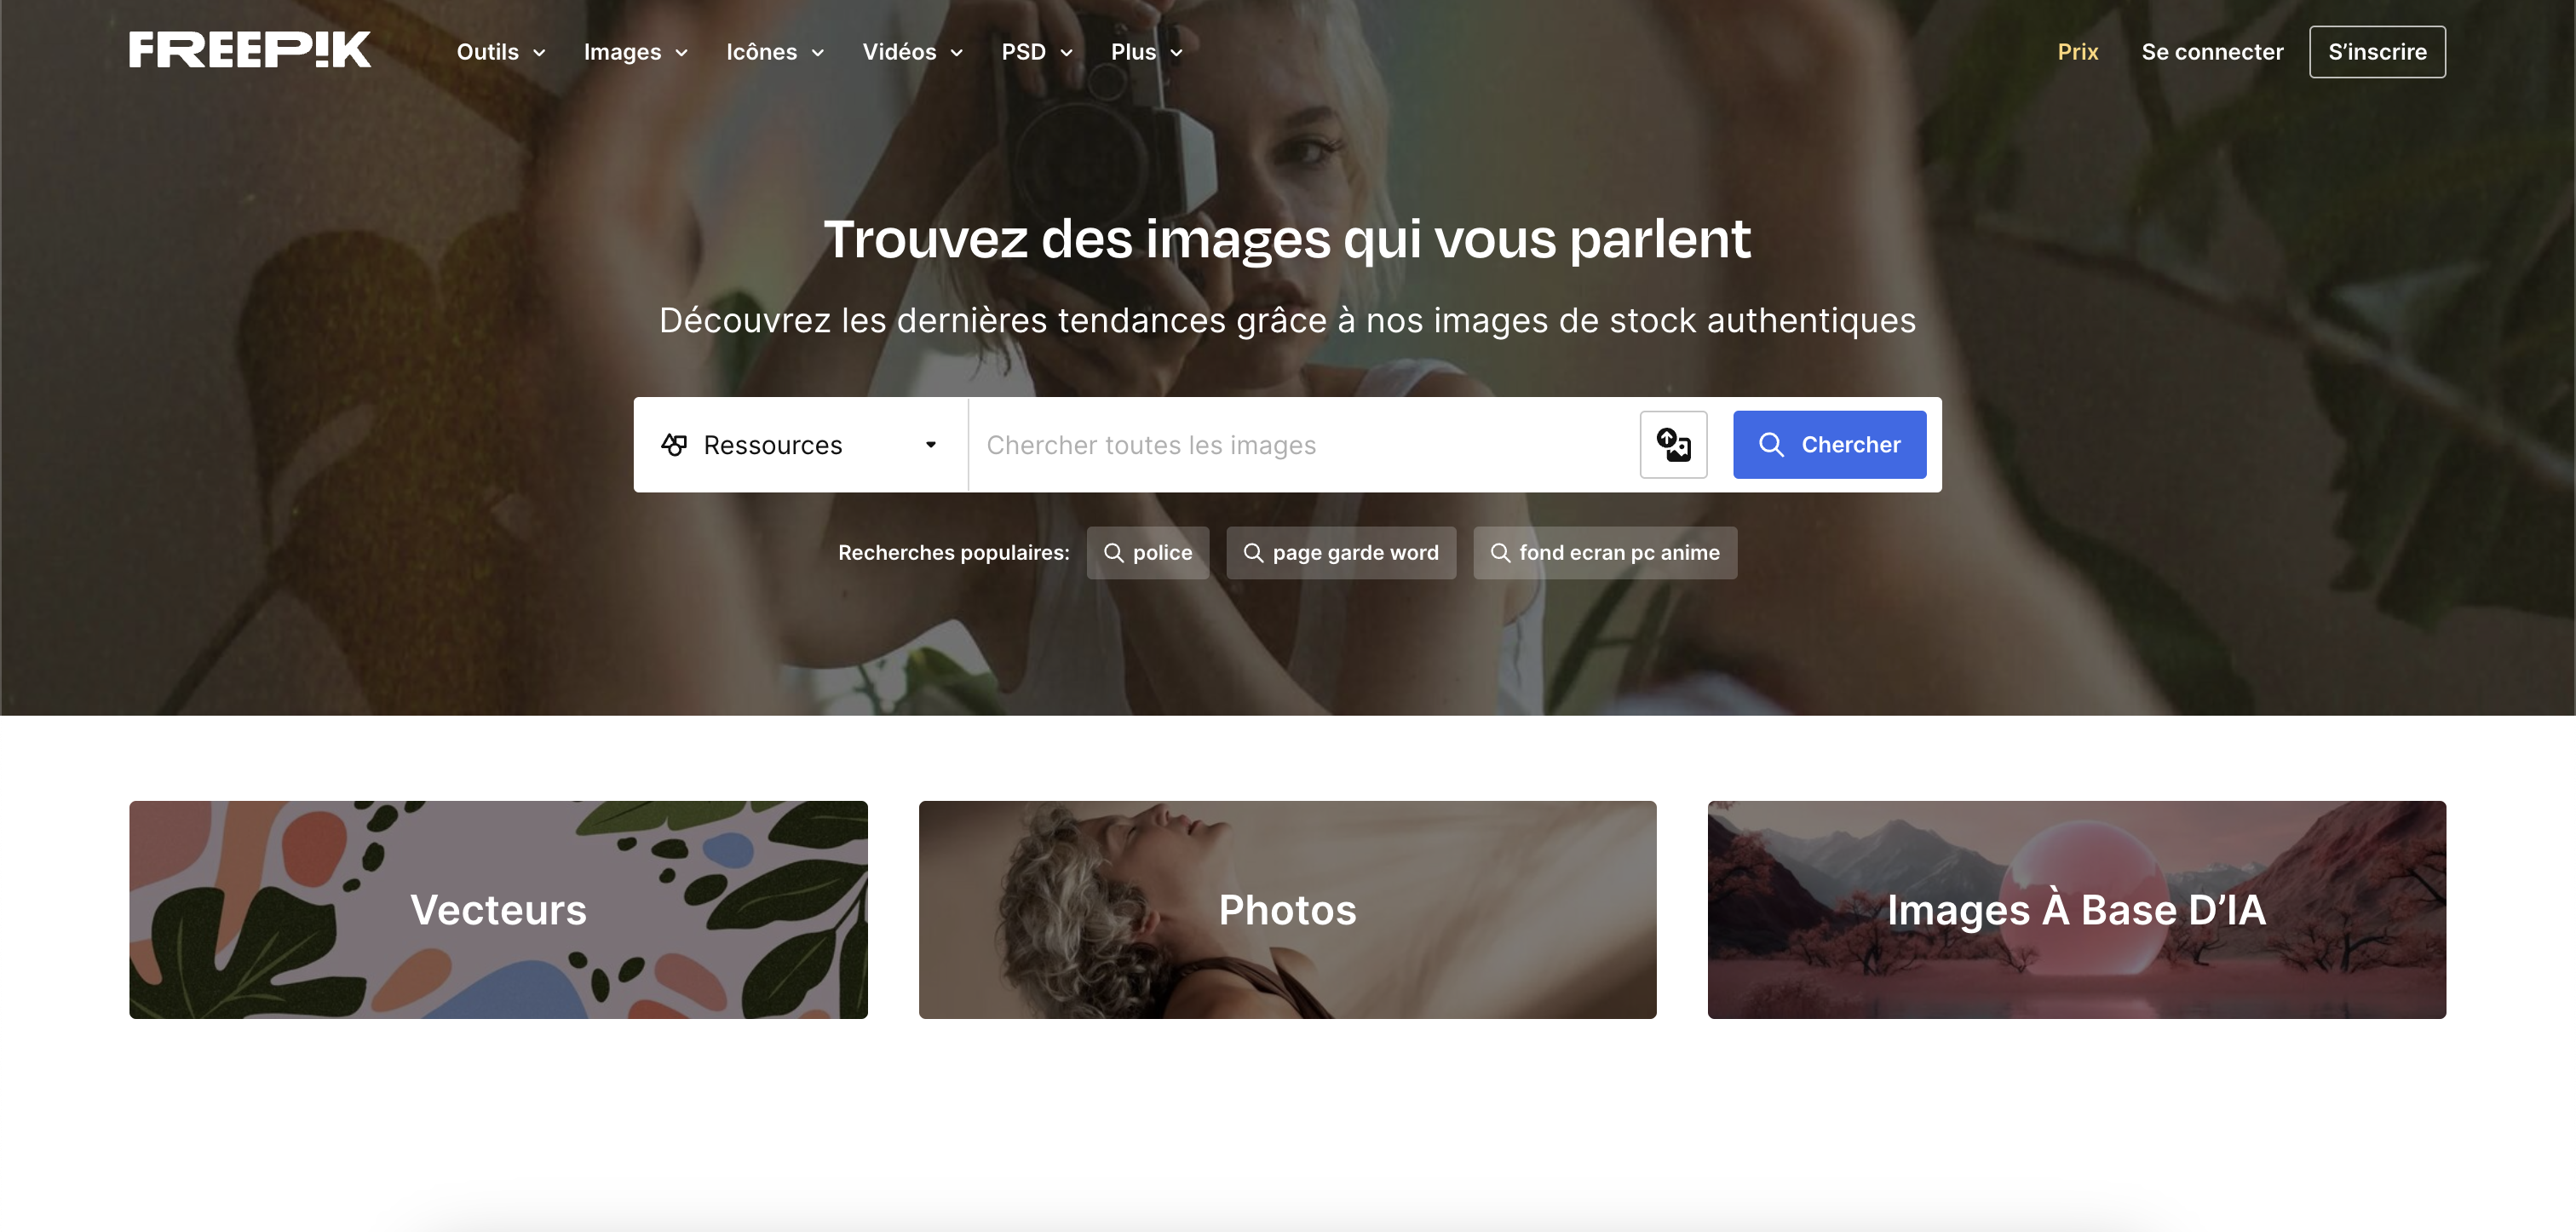 FREEPIK
Outils Images Icônes Vidéos PSD Plus Prix Se connecter S'inscrire
Trouvez des images qui vous parlent
Découvrez les dernières tendances grâce à nos images de stock authentiques
Ressources Chercher toutes les images Chercher
Recherches populaires: police page garde word fond ecran pc anime
Vecteurs Photos Images À Base D'IA